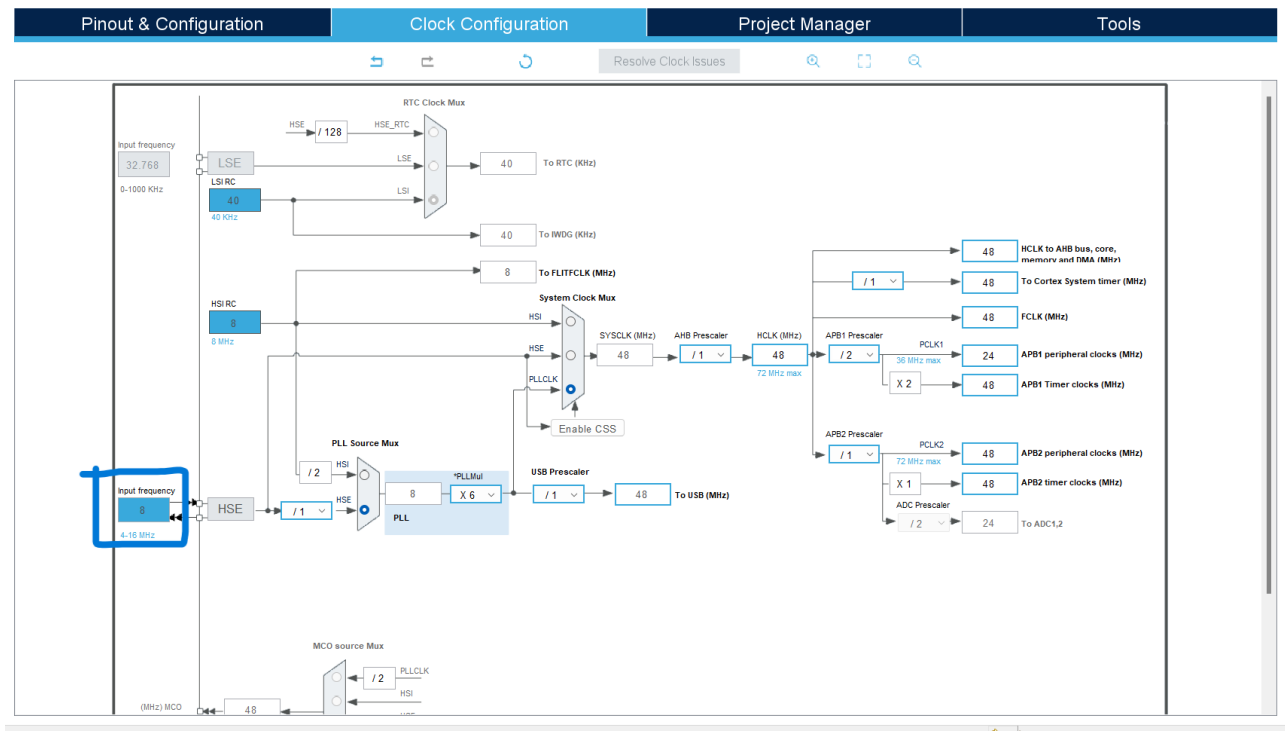 Pinout & Configuration
Clock Configuration
Project Manager
Tools
Resolve Clock Issues
RTC Clock Mux
HSE
/ 128
HSE_RTC
Input frequency
32.768
0-1000 KHz
LSE
LSE
40
To RTC (KHz)
LSI RC
40
40 KHz
LSI
40
To IWDG (KHz)
8
To FLITFCLK (MHz)
HSI RC
8
8 MHz
System Clock Mux
HSI
HSE
PLLCLK
SYSCLK (MHz)
48
AHB Prescaler
/ 1
HCLK (MHz)
48
72 MHz max
Enable CSS
48
HCLK to AHB bus, core,
memory and DMA (MHz)
/ 1
48
To Cortex System timer (MHz)
48
FCLK (MHz)
APB1 Prescaler
/ 2
PCLK1
36 MHz max
24
APB1 peripheral clocks (MHz)
X 2
48
APB1 Timer clocks (MHz)
APB2 Prescaler
/ 1
PCLK2
72 MHz max
48
APB2 peripheral clocks (MHz)
X 1
48
APB2 timer clocks (MHz)
ADC Prescaler
/ 2
24
To ADC1,2
PLL Source Mux
/ 2
HSI
Input frequency
8
4-16 MHz
HSE
/ 1
HSE
8
*PLLMul
X 6
PLL
USB Prescaler
/ 1
48
To USB (MHz)
MCO source Mux
/ 2
PLLCLK
HSI
(MHz) MCO
48